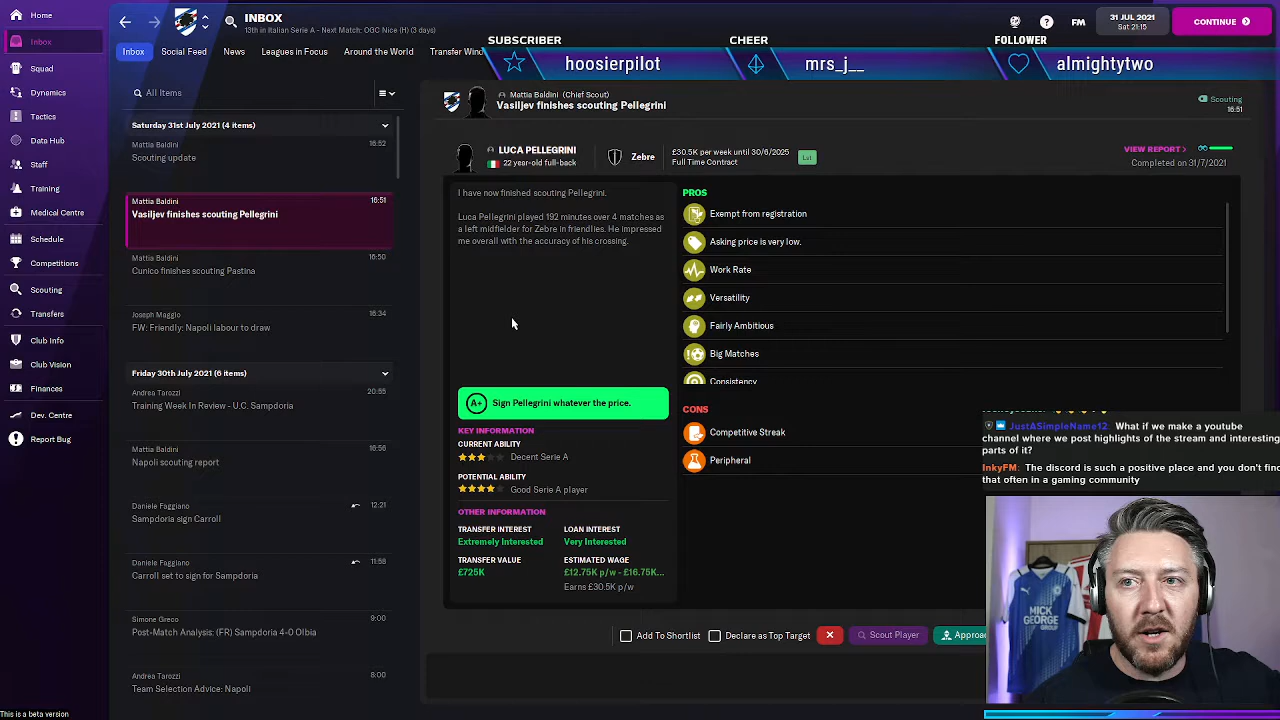 Home
Inbox
Squad
Dynamics
Tactics
Data Hub
Staff
Training
Medical Centre
Schedule
Competitions
Scouting
Transfers
Club Info
Club Vision
Finances
Dev. Centre
Report Bug
This is a beta version
INBOX
13th in Italian Serie A - Next Match: OGC Nice (H) (3 days)
FM
31 JUL 2021
Sat 21:15
CONTINUE
Inbox
Social Feed
News
Leagues in Focus
Around the World
Transfer Wind
SUBSCRIBER
hoosierpilot
CHEER
mrs_j__
FOLLOWER
almightytwo
All Items
Saturday 31st July 2021 (4 items)
Mattia Baldini 16:52
Scouting update
Mattia Baldini 16:51
Vasiljev finishes scouting Pellegrini
Mattia Baldini 16:50
Cunico finishes scouting Pastina
Joseph Maggio 16:34
FW: Friendly: Napoli labour to draw
Friday 30th July 2021 (6 items)
Andrea Tarozzi 20:55
Training Week In Review - U.C. Sampdoria
Mattia Baldini 16:56
Napoli scouting report
Daniele Faggiano 12:21
Sampdoria sign Carroll
Daniele Faggiano 11:58
Carroll set to sign for Sampdoria
Simone Greco 9:00
Post-Match Analysis: (FR) Sampdoria 4-0 Olbia
Andrea Tarozzi 8:00
Team Selection Advice: Napoli
Mattia Baldini (Chief Scout)
Vasiljev finishes scouting Pellegrini
Scouting
16:51
LUCA PELLEGRINI
22 year-old full-back
Zebre
£30.5K per week until 30/6/2025
Full Time Contract
Lui
VIEW REPORT >
Completed on 31/7/2021
I have now finished scouting Pellegrini.
Luca Pellegrini played 192 minutes over 4 matches as
a left midfielder for Zebre in friendlies. He impressed
me overall with the accuracy of his crossing.
A+ Sign Pellegrini whatever the price.
KEY INFORMATION
CURRENT ABILITY
Decent Serie A
POTENTIAL ABILITY
Good Serie A player
OTHER INFORMATION
TRANSFER INTEREST
Extremely Interested
LOAN INTEREST
Very Interested
TRANSFER VALUE
£725K
ESTIMATED WAGE
£12.75K p/w - £16.75K...
Earns £30.5K p/w
PROS
Exempt from registration
Asking price is very low.
Work Rate
Versatility
Fairly Ambitious
Big Matches
Consistency
CONS
Competitive Streak
Peripheral
Add To Shortlist
Declare as Top Target
Scout Player
Approa
JustASimpleName12: What if we make a youtube
channel where we post highlights of the stream and interesting
parts of it?
InkyFM: The discord is such a positive place and you don't find
that often in a gaming community
MICK
GEORGE